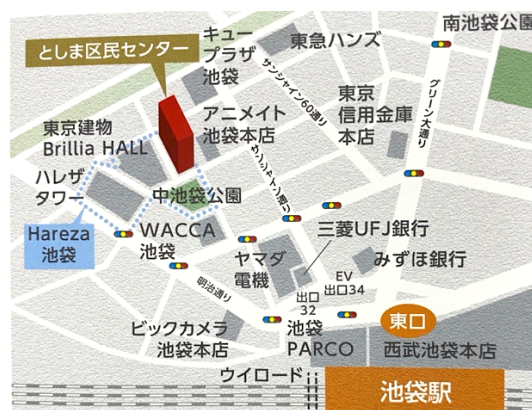 南池袋公園
キュー
プラザ
池袋
東急ハンズ
としま区民センター
サンシャイン60通り
グリーン大通り
東京
信用金庫
本店
アニメイト
池袋本店
東京建物
Brillia HALL
サンシャイン通り
ハレザ
タワー
中池袋公園
Hareza
池袋
WACCA
池袋
三菱UFJ銀行
ヤマダ
電機
みずほ銀行
EV
出口34
出口
32
明治通り
東口
ビックカメラ
池袋本店
池袋
PARCO
西武池袋本店
ウイロード
池袋駅